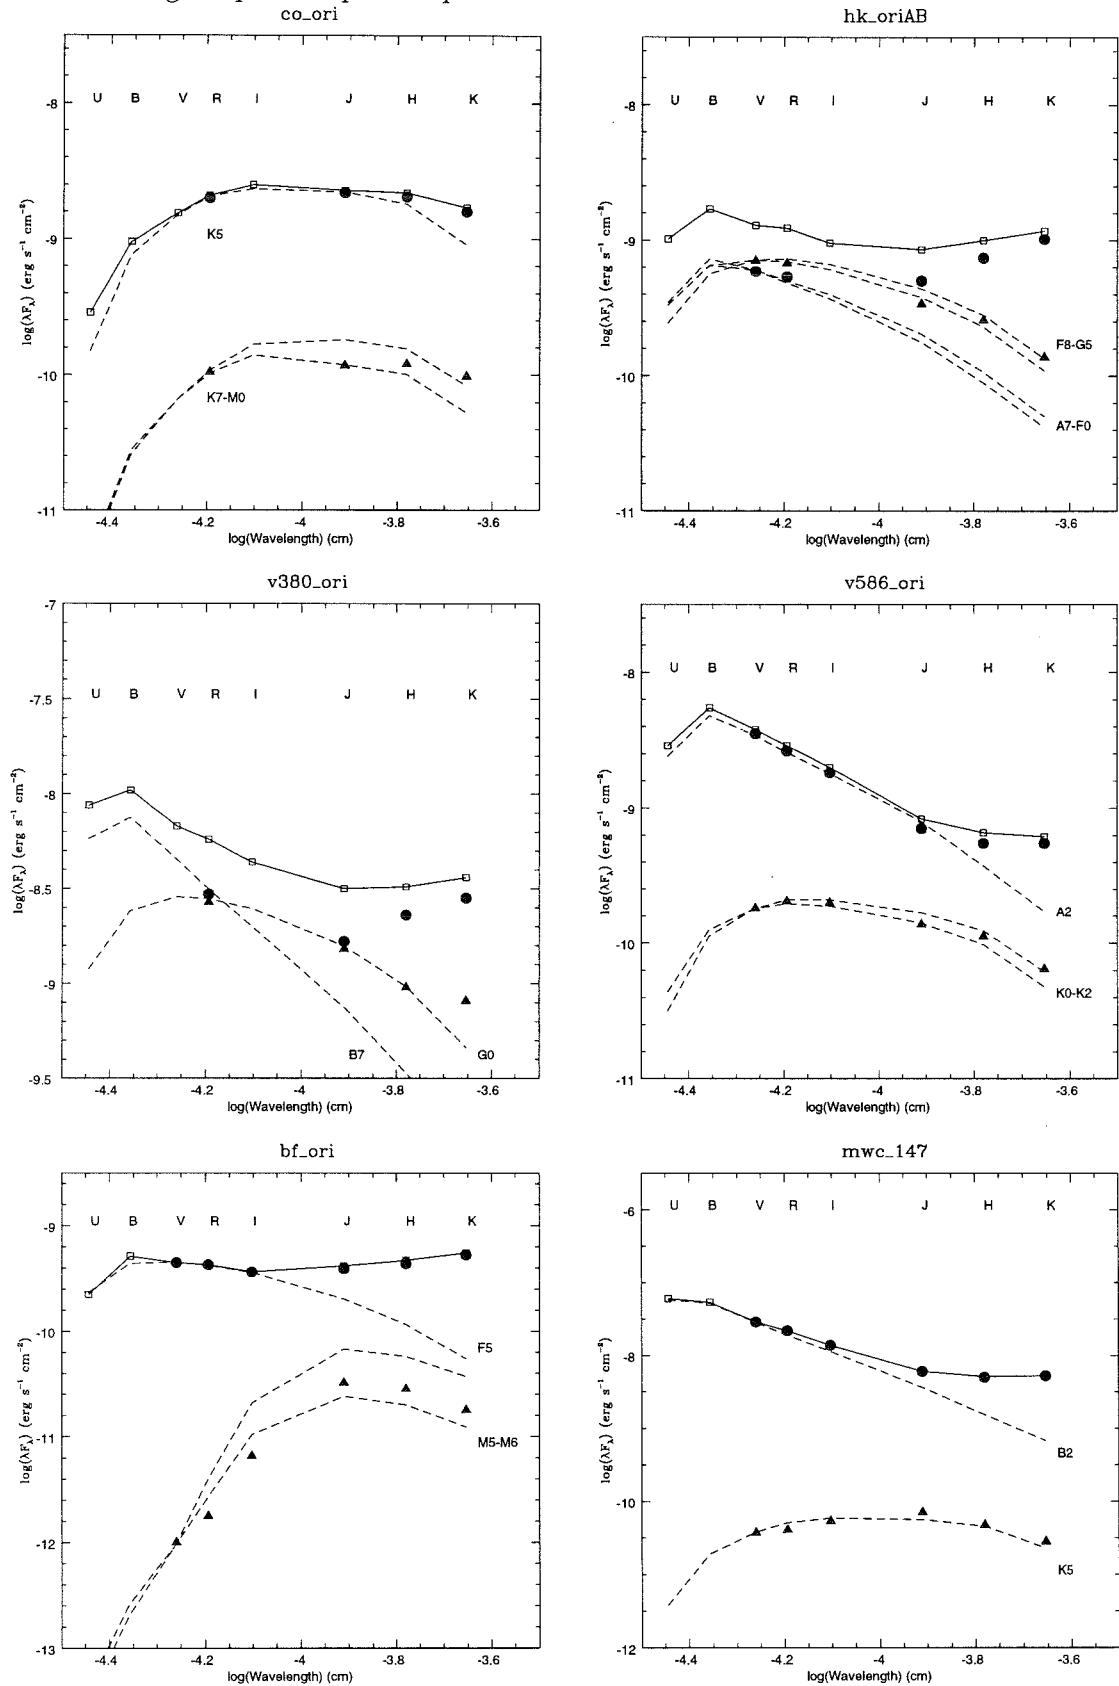 co_ori
U B V R I J H K
-8
-9
-10
-11
log(λFλ) (erg s⁻¹ cm⁻²)
K5
K7-M0
-4.4 -4.2 -4 -3.8 -3.6
log(Wavelength) (cm)
hk_oriAB
U B V R I J H K
-8
-9
-10
-11
log(λFλ) (erg s⁻¹ cm⁻²)
F8-G5
A7-F0
-4.4 -4.2 -4 -3.8 -3.6
log(Wavelength) (cm)
v380_ori
-7
-7.5
U B V R I J H K
-8
-8.5
-9
-9.5
log(λFλ) (erg s⁻¹ cm⁻²)
B7 G0
-4.4 -4.2 -4 -3.8 -3.6
log(Wavelength) (cm)
v586_ori
U B V R I J H K
-8
-9
-10
-11
log(λFλ) (erg s⁻¹ cm⁻²)
A2
K0-K2
-4.4 -4.2 -4 -3.8 -3.6
log(Wavelength) (cm)
bf_ori
U B V R I J H K
-9
-10
-11
-12
-13
log(λFλ) (erg s⁻¹ cm⁻²)
F5
M5-M6
-4.4 -4.2 -4 -3.8 -3.6
log(Wavelength) (cm)
mwc_147
U B V R I J H K
-6
-8
-10
-12
log(λFλ) (erg s⁻¹ cm⁻²)
B2
K5
-4.4 -4.2 -4 -3.8 -3.6
log(Wavelength) (cm)